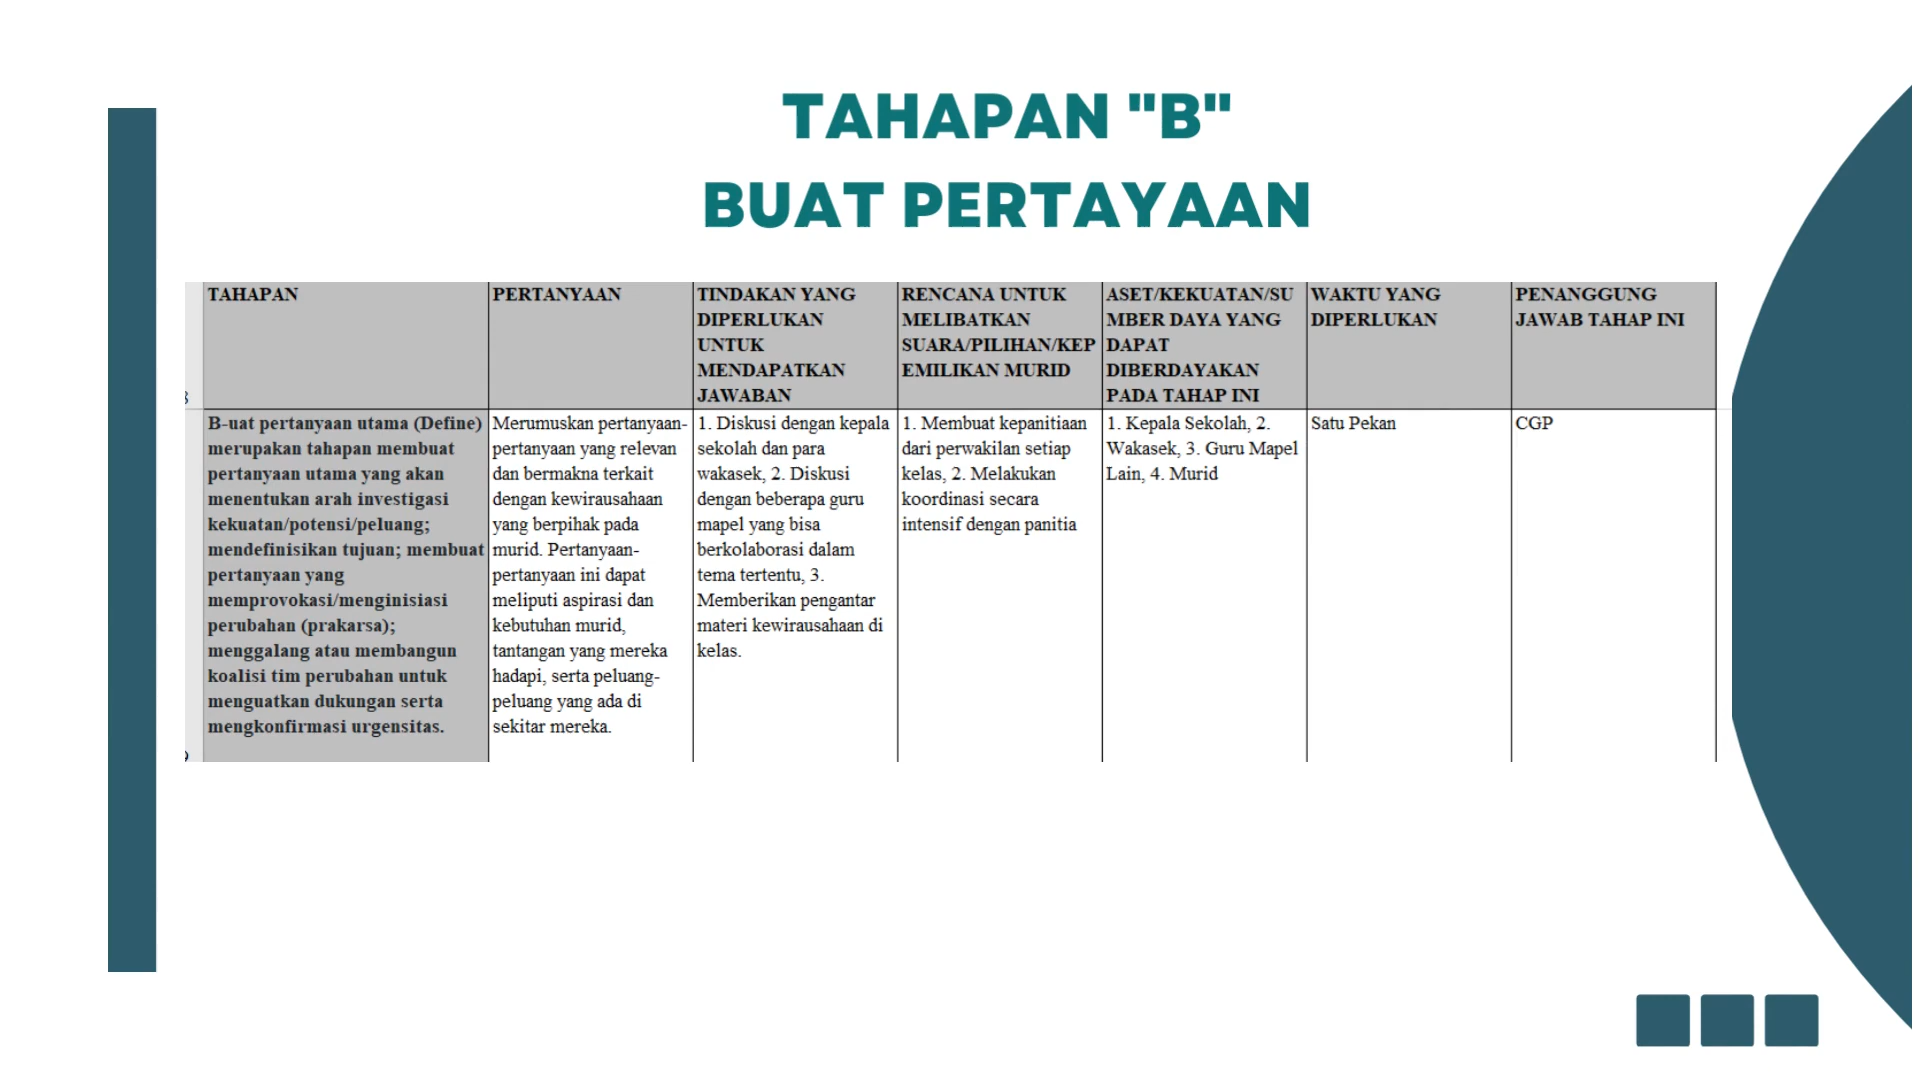 TAHAPAN "B"
BUAT PERTAYAAN
TAHAPAN
PERTANYAAN
TINDAKAN YANG
DIPERLUKAN
UNTUK
MENDAPATKAN
JAWABAN
RENCANA UNTUK
MELIBATKAN
SUARA/PILIHAN/KEP
EMILIKAN MURID
ASET/KEKUATAN/SU
MBER DAYA YANG
DAPAT
DIBERDAYAKAN
PADA TAHAP INI
WAKTU YANG
DIPERLUKAN
PENANGGUNG
JAWAB TAHAP INI
B-uat pertanyaan utama (Define)
merupakan tahapan membuat
pertanyaan utama yang akan
menentukan arah investigasi
kekuatan/potensi/peluang;
mendefinisikan tujuan; membuat
pertanyaan yang
memprovokasi/menginisiasi
perubahan (prakarsa);
menggalang atau membangun
koalisi tim perubahan untuk
menguatkan dukungan serta
mengkonfirmasi urgensitas.
Merumuskan pertanyaan-
pertanyaan yang relevan
dan bermakna terkait
dengan kewirausahaan
yang berpihak pada
murid. Pertanyaan-
pertanyaan ini dapat
meliputi aspirasi dan
kebutuhan murid,
tantangan yang mereka
hadapi, serta peluang-
peluang yang ada di
sekitar mereka.
1. Diskusi dengan kepala
sekolah dan para
wakasek, 2. Diskusi
dengan beberapa guru
mapel yang bisa
berkolaborasi dalam
tema tertentu, 3.
Memberikan pengantar
materi kewirausahaan di
kelas.
1. Membuat kepanitiaan
dari perwakilan setiap
kelas, 2. Melakukan
koordinasi secara
intensif dengan panitia
1. Kepala Sekolah, 2.
Wakasek, 3. Guru Mapel
Lain, 4. Murid
Satu Pekan
CGP